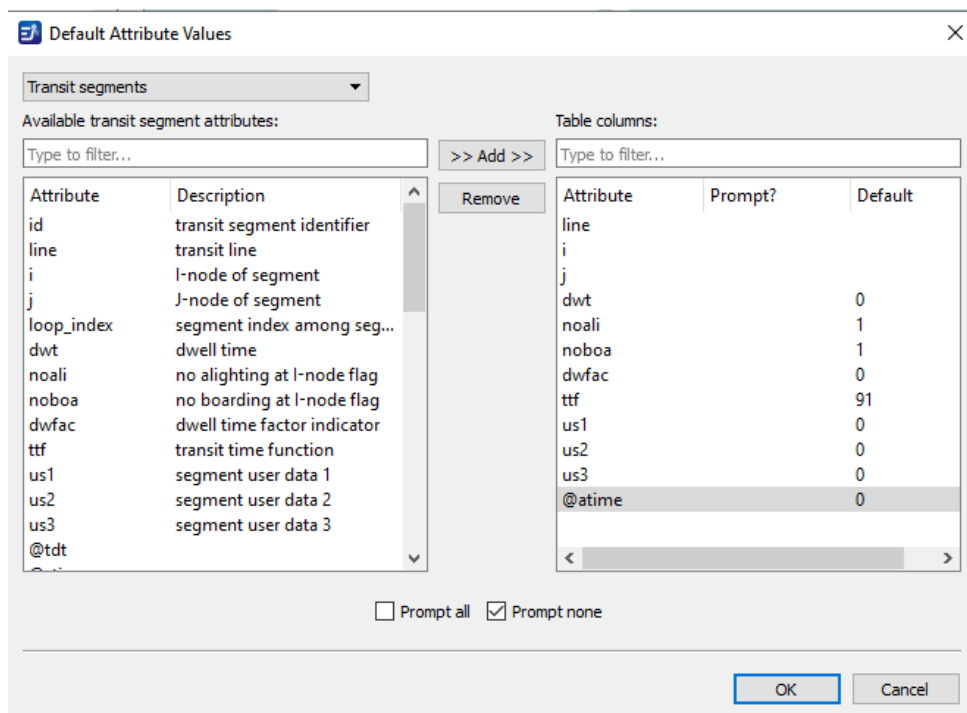 Default Attribute Values
Transit segments
Available transit segment attributes:
Type to filter...
Attribute Description
id transit segment identifier
line transit line
i I-node of segment
j J-node of segment
loop_index segment index among seg...
dwt dwell time
noali no alighting at I-node flag
noboa no boarding at I-node flag
dwfac dwell time factor indicator
ttf transit time function
us1 segment user data 1
us2 segment user data 2
us3 segment user data 3
@tdt
>> Add >>
Remove
Table columns:
Type to filter...
Attribute Prompt? Default
line
i
j
dwt 0
noali 1
noboa 1
dwfac 0
ttf 91
us1 0
us2 0
us3 0
@atime 0
Prompt all Prompt none
OK Cancel